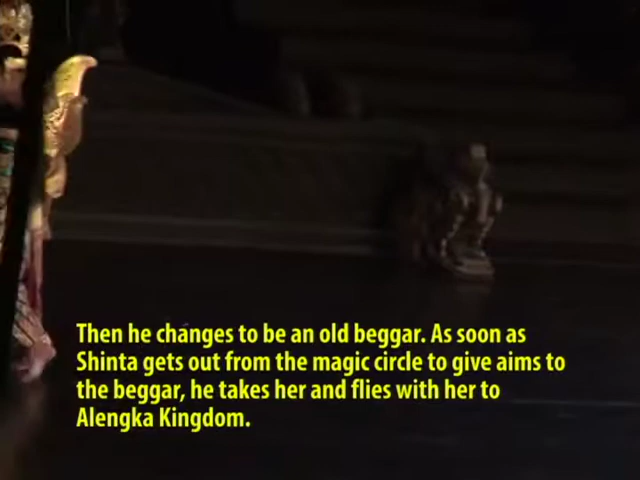 Then he changes to be an old beggar. As soon as
Shinta gets out from the magic circle to give aims to
the beggar, he takes her and flies with her to
Alengka Kingdom.